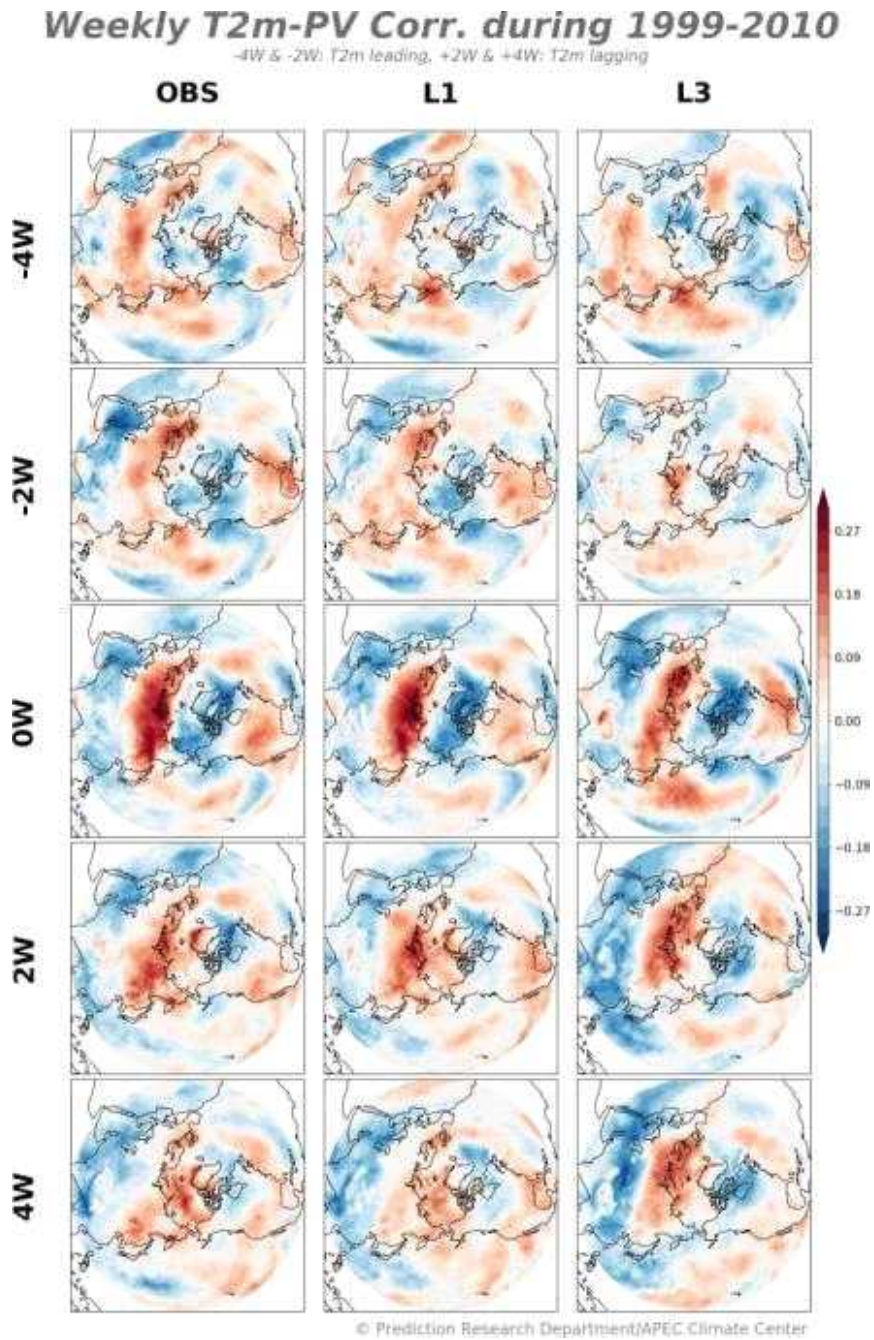 Weekly T2m-PV Corr. during 1999-2010
-4W & -2W: T2m leading, +2W & +4W: T2m lagging
OBS L1 L3
-4W
-2W
0W
2W
4W
0.27
0.18
0.09
0.00
−0.09
−0.18
−0.27
© Prediction Research Department/APEC Climate Center